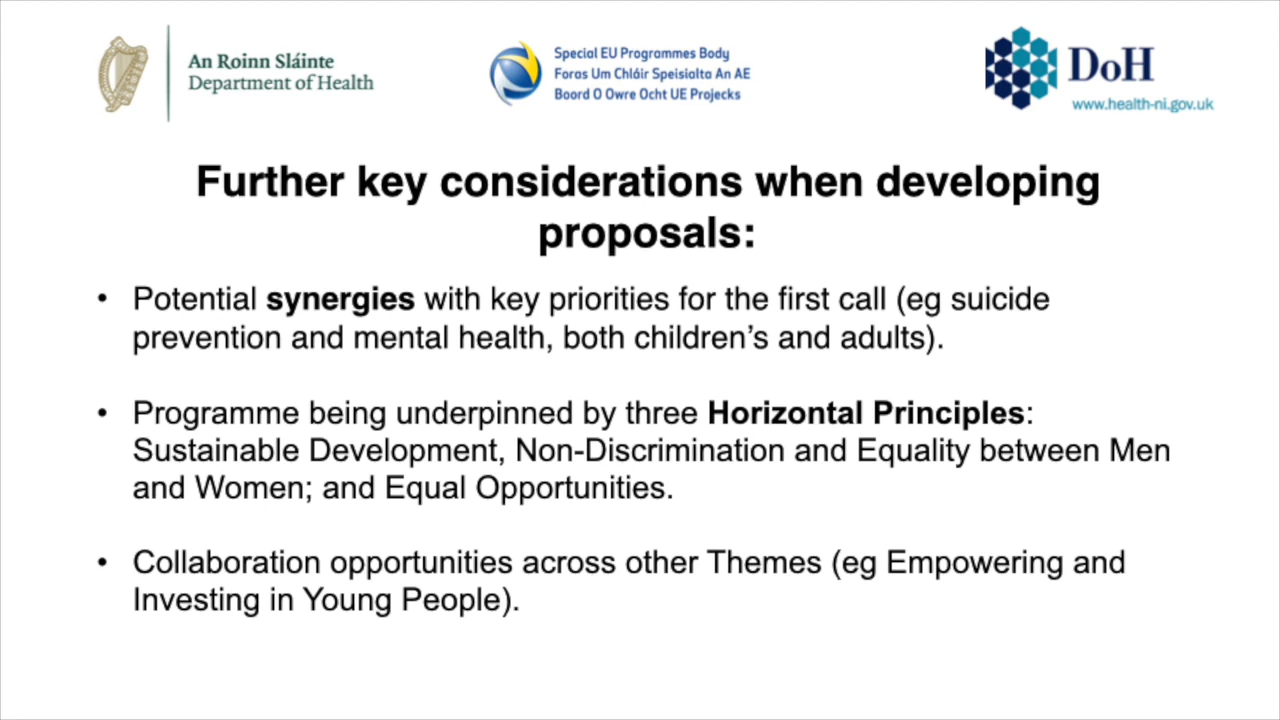 An Roinn Sláinte
Department of Health
Special EU Programmes Body
Foras Um Chláir Speisialta An AE
Boord O Owre Ocht UE Projecks
DoH
www.health-ni.gov.uk
Further key considerations when developing
proposals:
• Potential synergies with key priorities for the first call (eg suicide
prevention and mental health, both children’s and adults).
• Programme being underpinned by three Horizontal Principles:
Sustainable Development, Non-Discrimination and Equality between Men
and Women; and Equal Opportunities.
• Collaboration opportunities across other Themes (eg Empowering and
Investing in Young People).